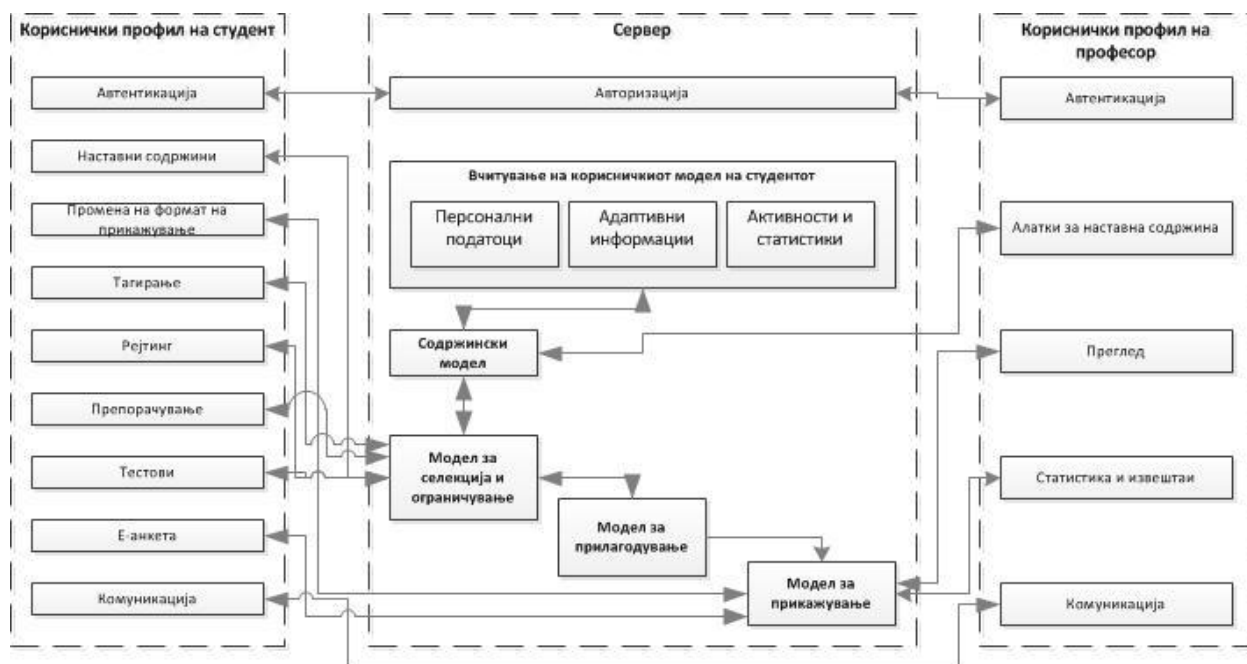 Кориснички профил на студент
Автентикација
Наставни содржини
Промена на формат на
прикажување
Тагирање
Рејтинг
Препорачување
Тестови
Е-анкета
Комуникација
Сервер
Авторизација
Вчитување на корисничкиот модел на студентот
Персонални
податоци
Адаптивни
информации
Активности и
статистики
Содржински
модел
Модел за
селекција и
ограничување
Модел за
прилагодување
Модел за
прикажување
Кориснички профил на
професор
Автентикација
Алатки за наставна содржина
Преглед
Статистика и извештаи
Комуникација